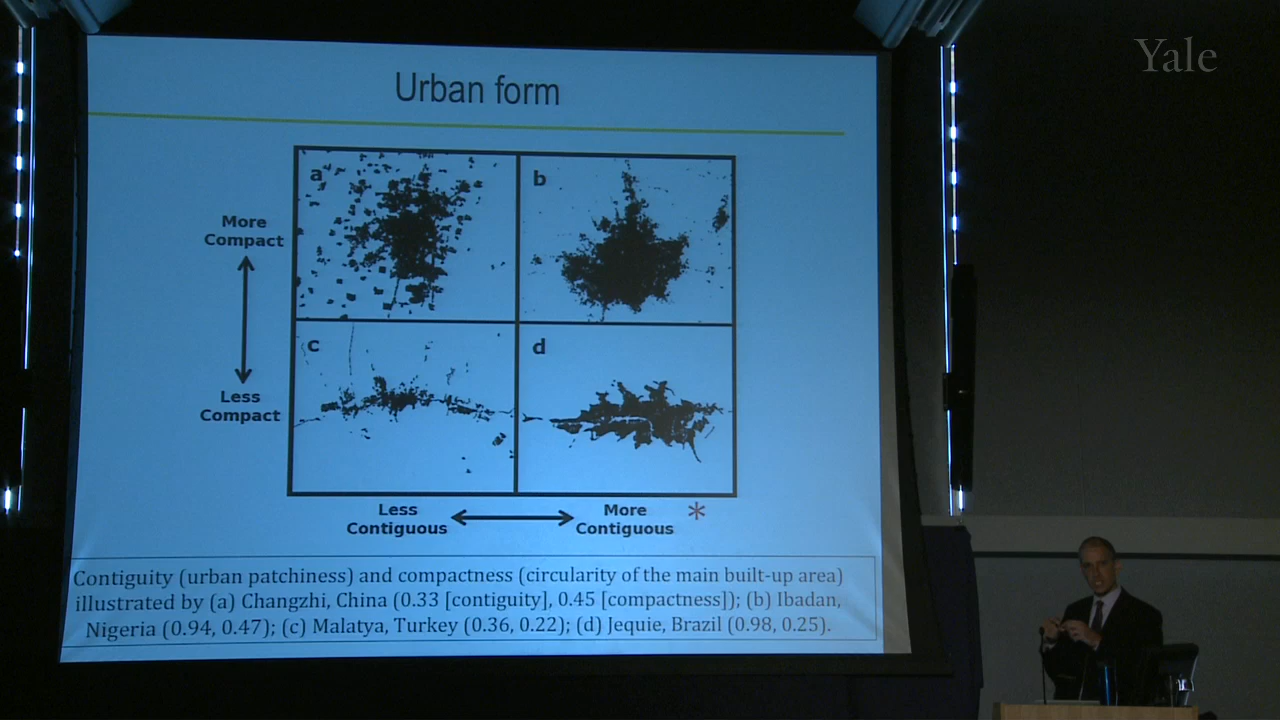 Yale
Urban form
a
b
More
Compact
c
d
Less
Compact
Less
Contiguous
More
Contiguous
*
Contiguity (urban patchiness) and compactness (circularity of the main built-up area)
illustrated by (a) Changzhi, China (0.33 [contiguity], 0.45 [compactness]); (b) Ibadan,
Nigeria (0.94, 0.47); (c) Malatya, Turkey (0.36, 0.22); (d) Jequie, Brazil (0.98, 0.25).